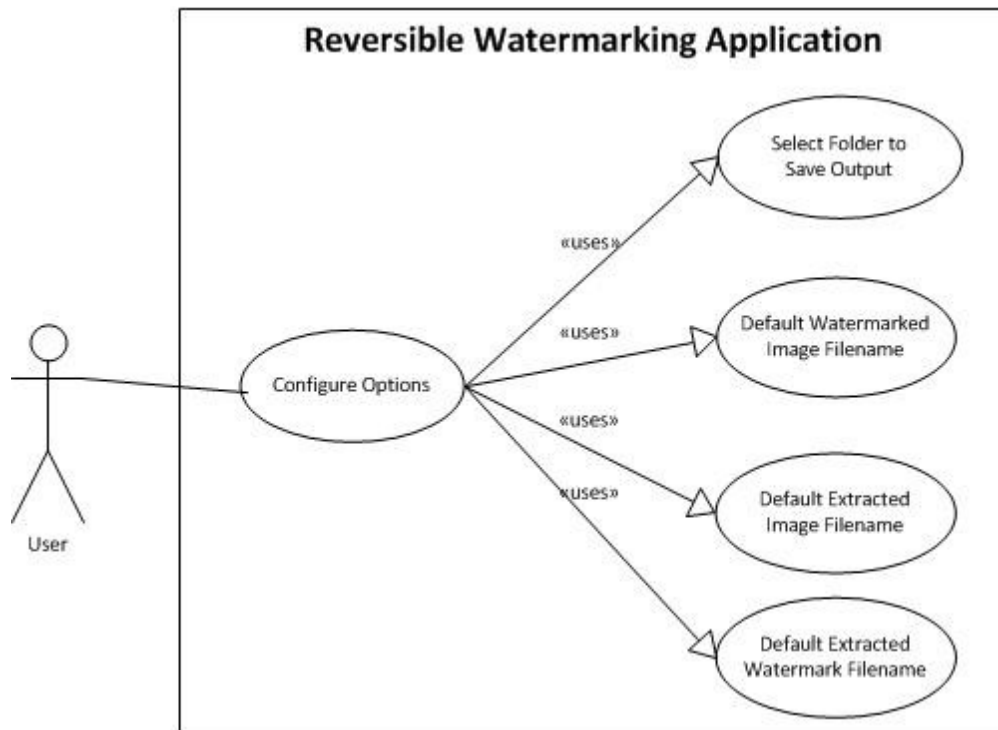 Reversible Watermarking Application
Select Folder to
Save Output
«uses»
Default Watermarked
Image Filename
«uses»
Configure Options
«uses»
Default Extracted
Image Filename
«uses»
User
Default Extracted
Watermark Filename